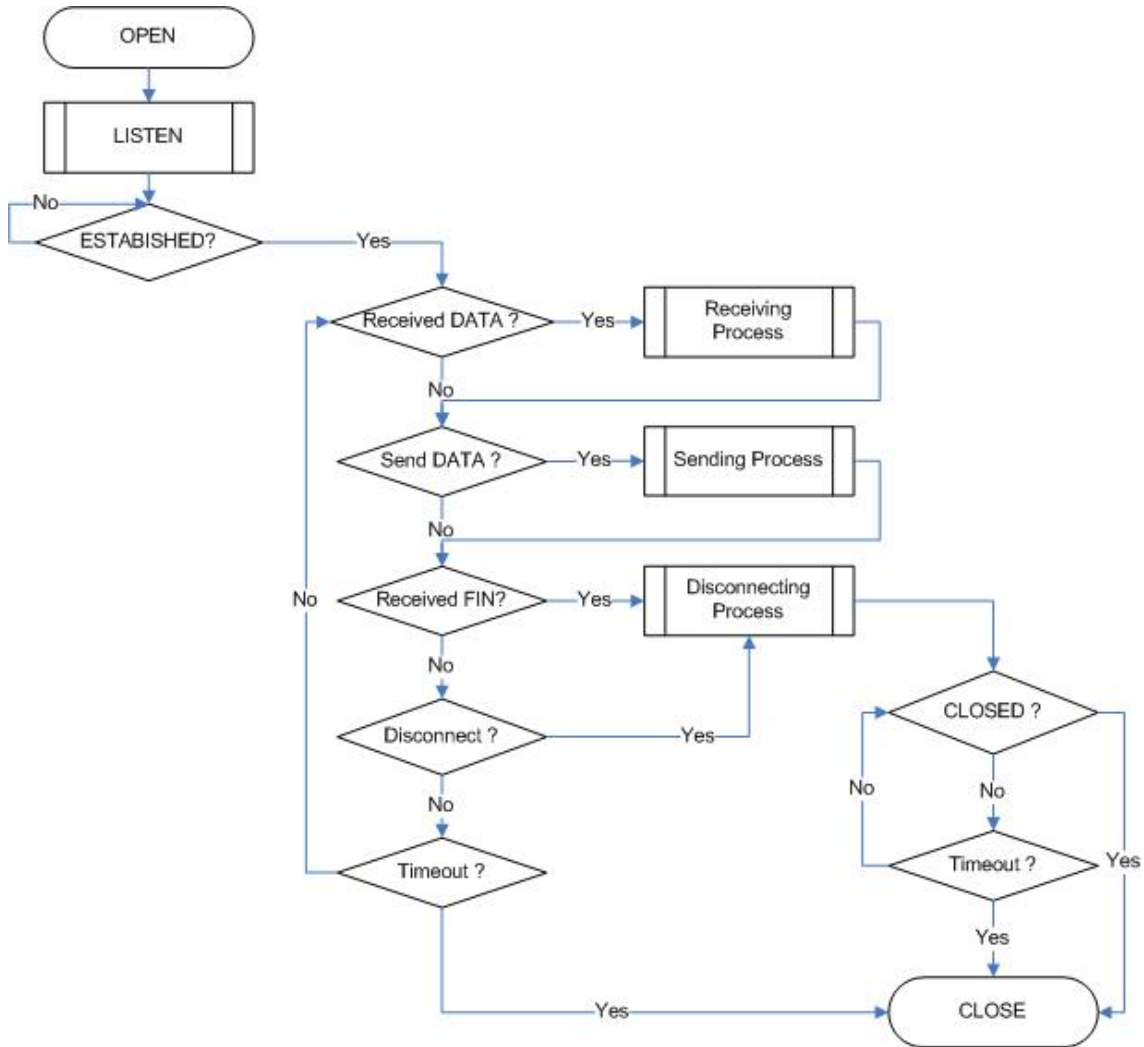 OPEN
LISTEN
No
ESTABISHED?
Yes
Received DATA ?
Yes
Receiving
Process
No
Send DATA ?
Yes
Sending Process
No
Received FIN?
Yes
Disconnecting
Process
No
No
Disconnect ?
Yes
CLOSED ?
No
No
No
Timeout ?
Timeout ?
Yes
Yes
Yes
CLOSE